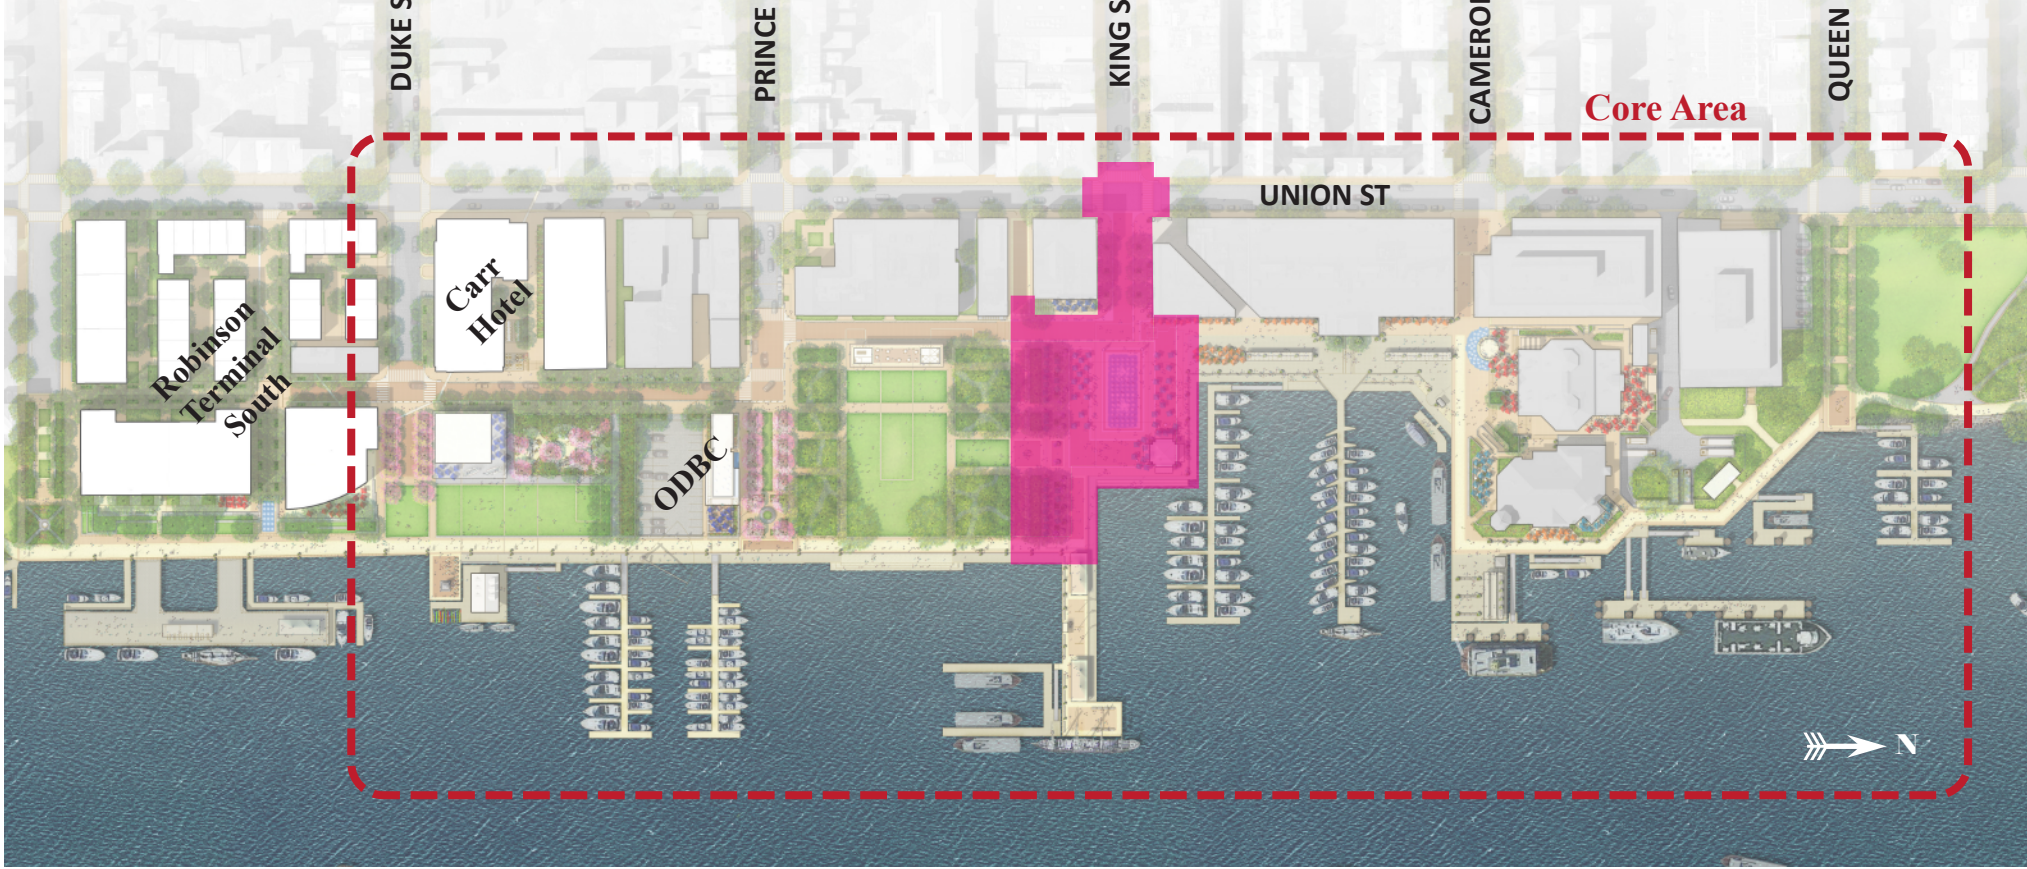 DUKE S
PRINCE
KING S
CAMERO
QUEEN
Core Area
UNION ST
Carr
Hotel
Robinson
Terminal
South
ODBC
N